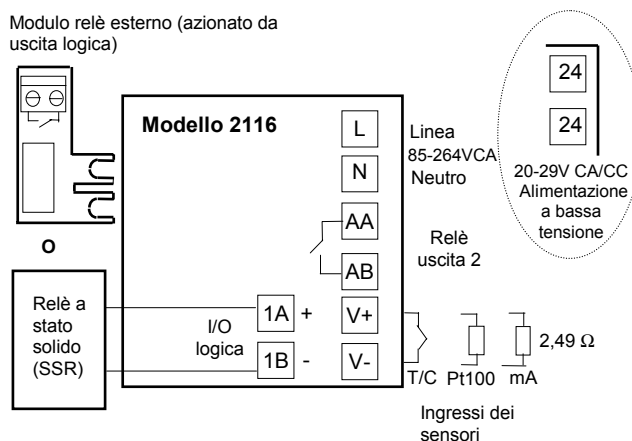 Modulo relè esterno (azionato da
uscita logica)
O
Relè a
stato
solido
(SSR)
Modello 2116
L
N
AA
AB
1A
+
V+
I/O
logica
1B
-
V-
Linea
85-264VCA
Neutro
Relè
uscita 2
24
24
20-29V CA/CC
Alimentazione
a bassa
tensione
T/C
Pt100
mA
2,49 Ω
Ingressi dei
sensori